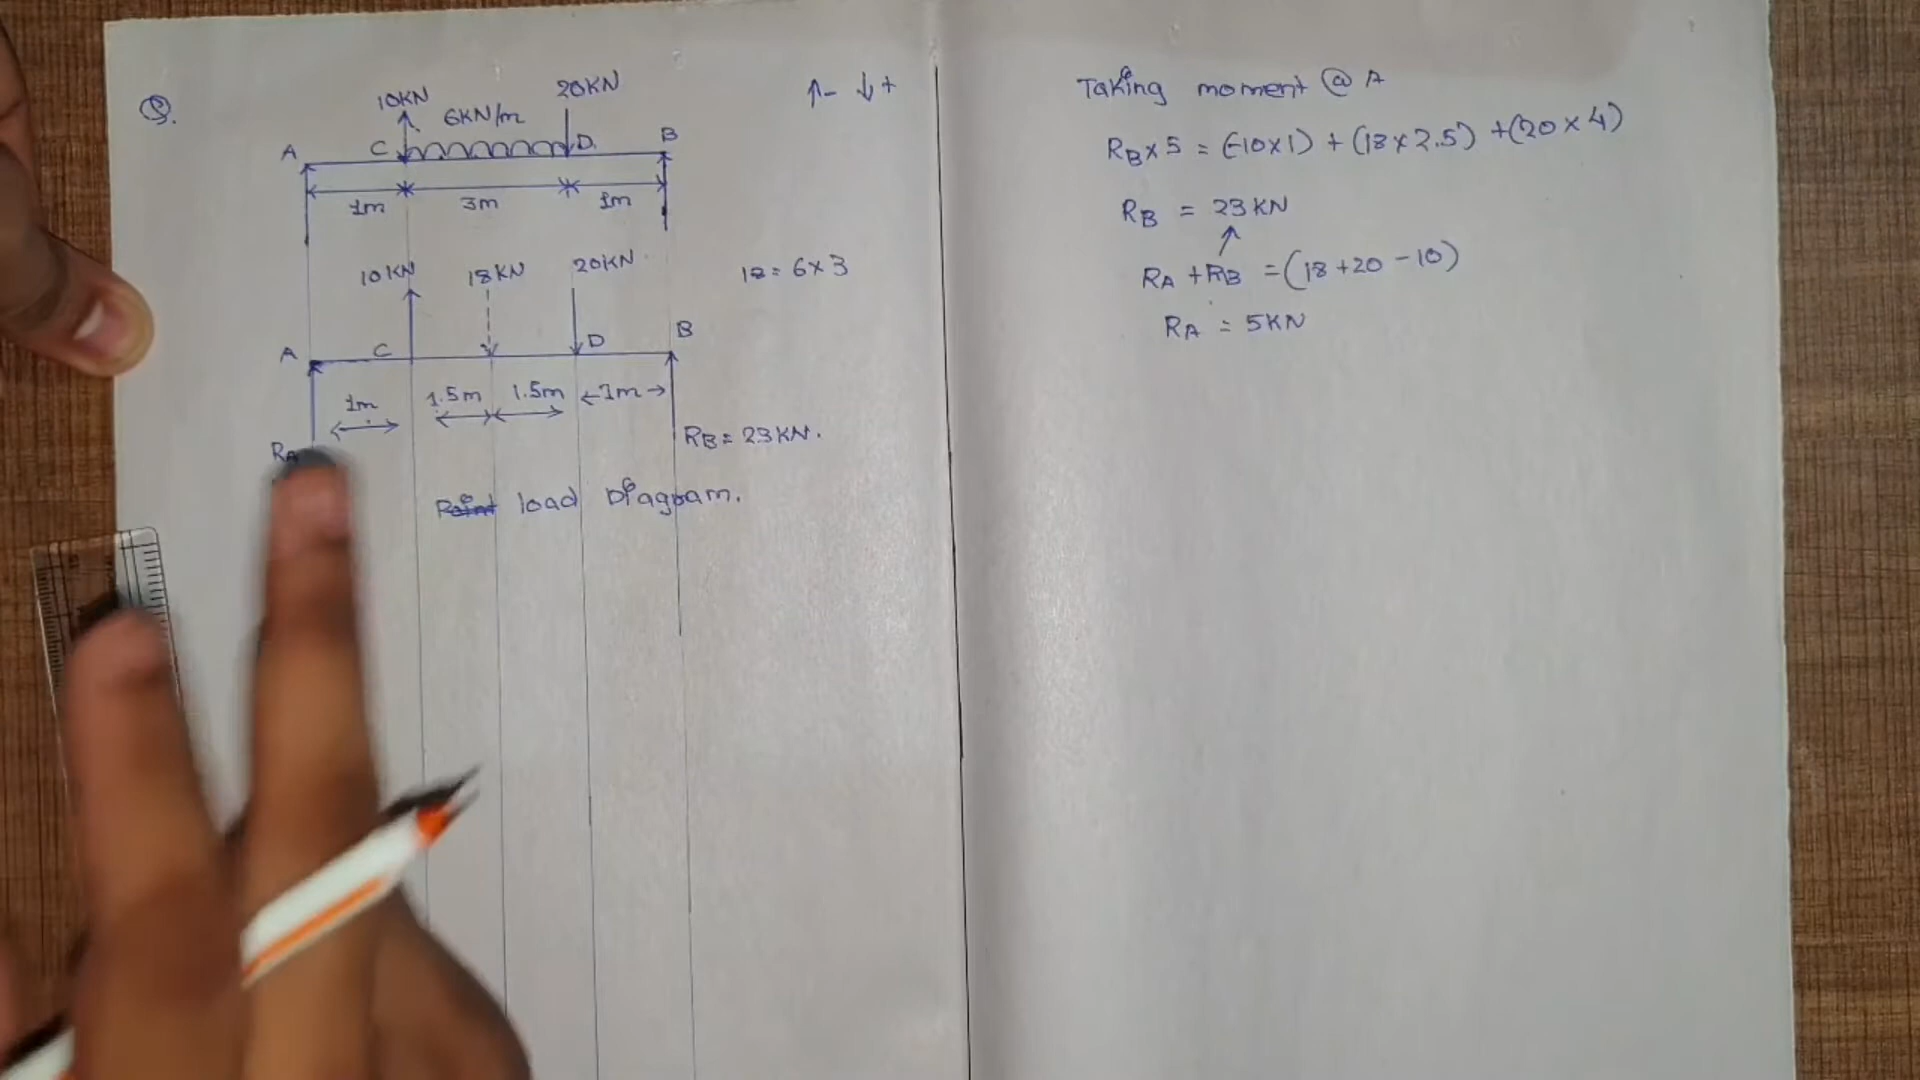 Q.
10KN
6KN/m
20KN
↑- ↓+
A
C
D.
B
1m
3m
1m
10KN
18KN
20KN
18= 6×3
A
C
D
B
1m
1.5m
1.5m
1m
RA
RB = 23KN.
load Diagram.
Taking moment @ A
RB×5 = (-10×1) + (18×2.5) +(20×4)
RB = 23KN
RA +RB =(18+20-10)
RA = 5KN